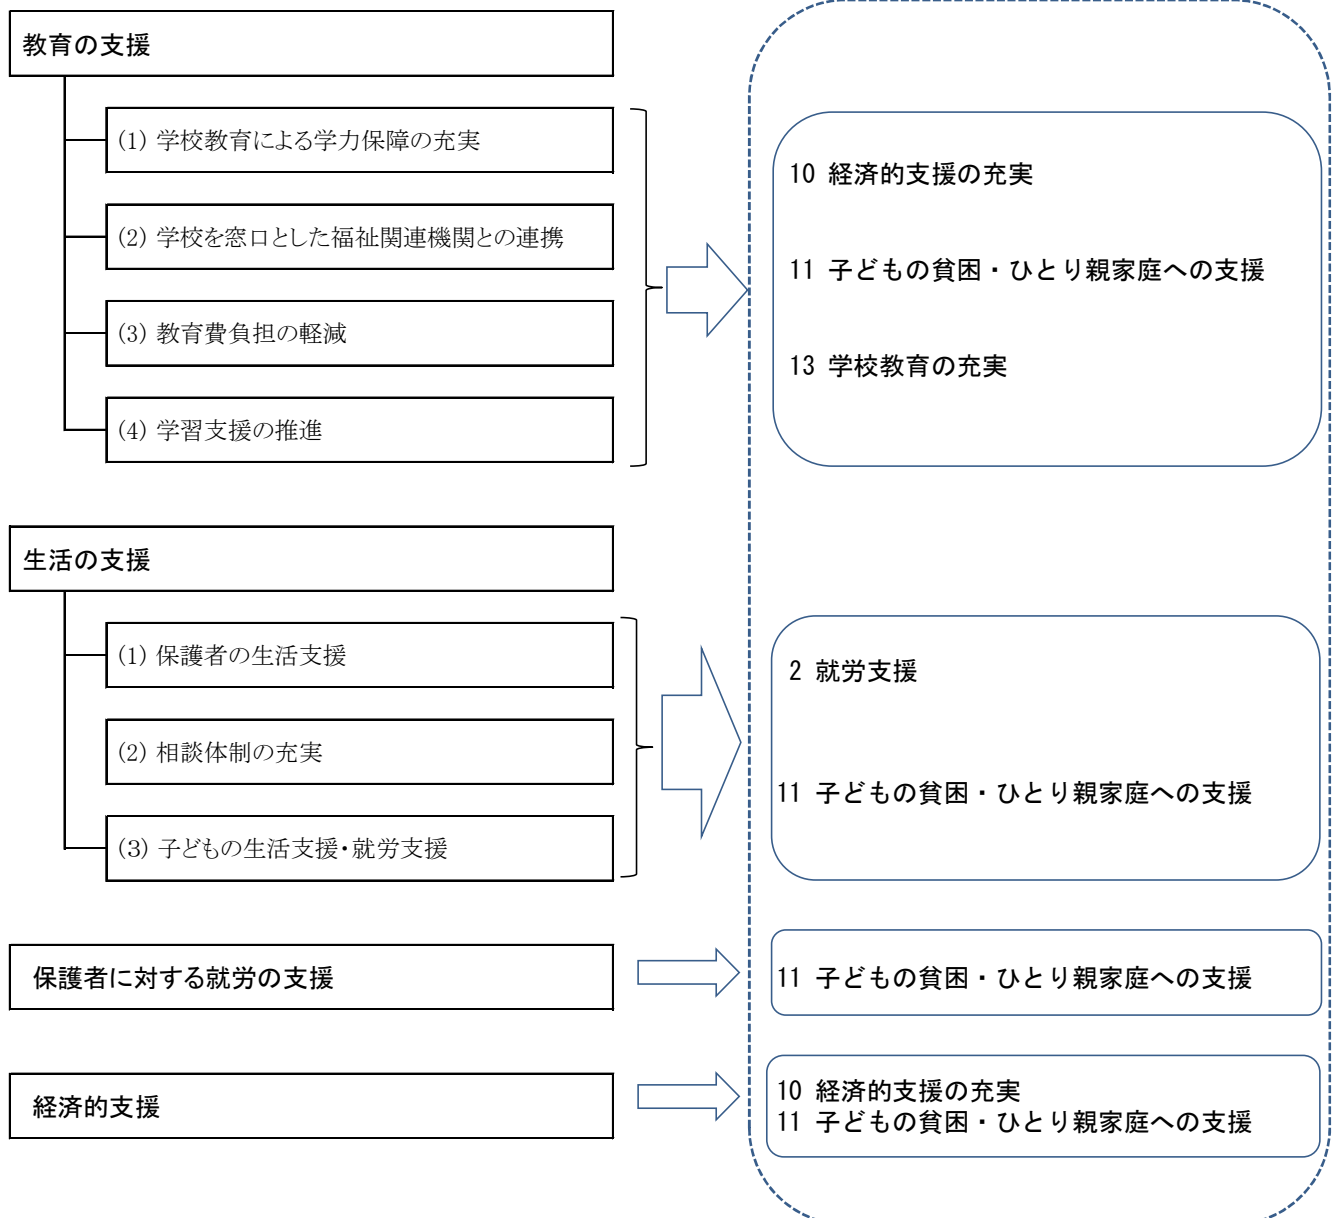 教育の支援
(1) 学校教育による学力保障の充実
(2) 学校を窓口とした福祉関連機関との連携
(3) 教育費負担の軽減
(4) 学習支援の推進
10 経済的支援の充実
11 子どもの貧困・ひとり親家庭への支援
13 学校教育の充実
生活の支援
(1) 保護者の生活支援
(2) 相談体制の充実
(3) 子どもの生活支援・就労支援
2 就労支援
11 子どもの貧困・ひとり親家庭への支援
保護者に対する就労の支援
11 子どもの貧困・ひとり親家庭への支援
経済的支援
10 経済的支援の充実
11 子どもの貧困・ひとり親家庭への支援